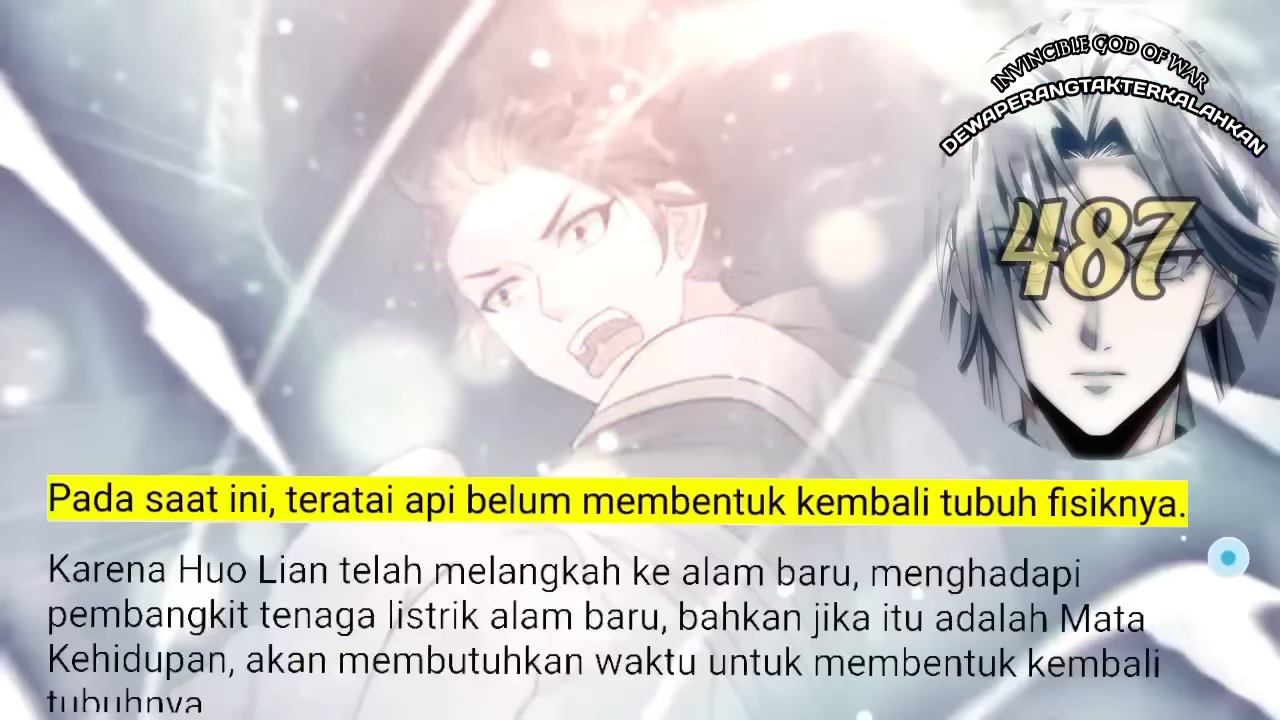 INVINCIBLE GOD OF WAR
DEWAPERANGTAKTERKALAHKAN
487
Pada saat ini, teratai api belum membentuk kembali tubuh fisiknya.
Karena Huo Lian telah melangkah ke alam baru, menghadapi
pembangkit tenaga listrik alam baru, bahkan jika itu adalah Mata
Kehidupan, akan membutuhkan waktu untuk membentuk kembali
tubuhnya